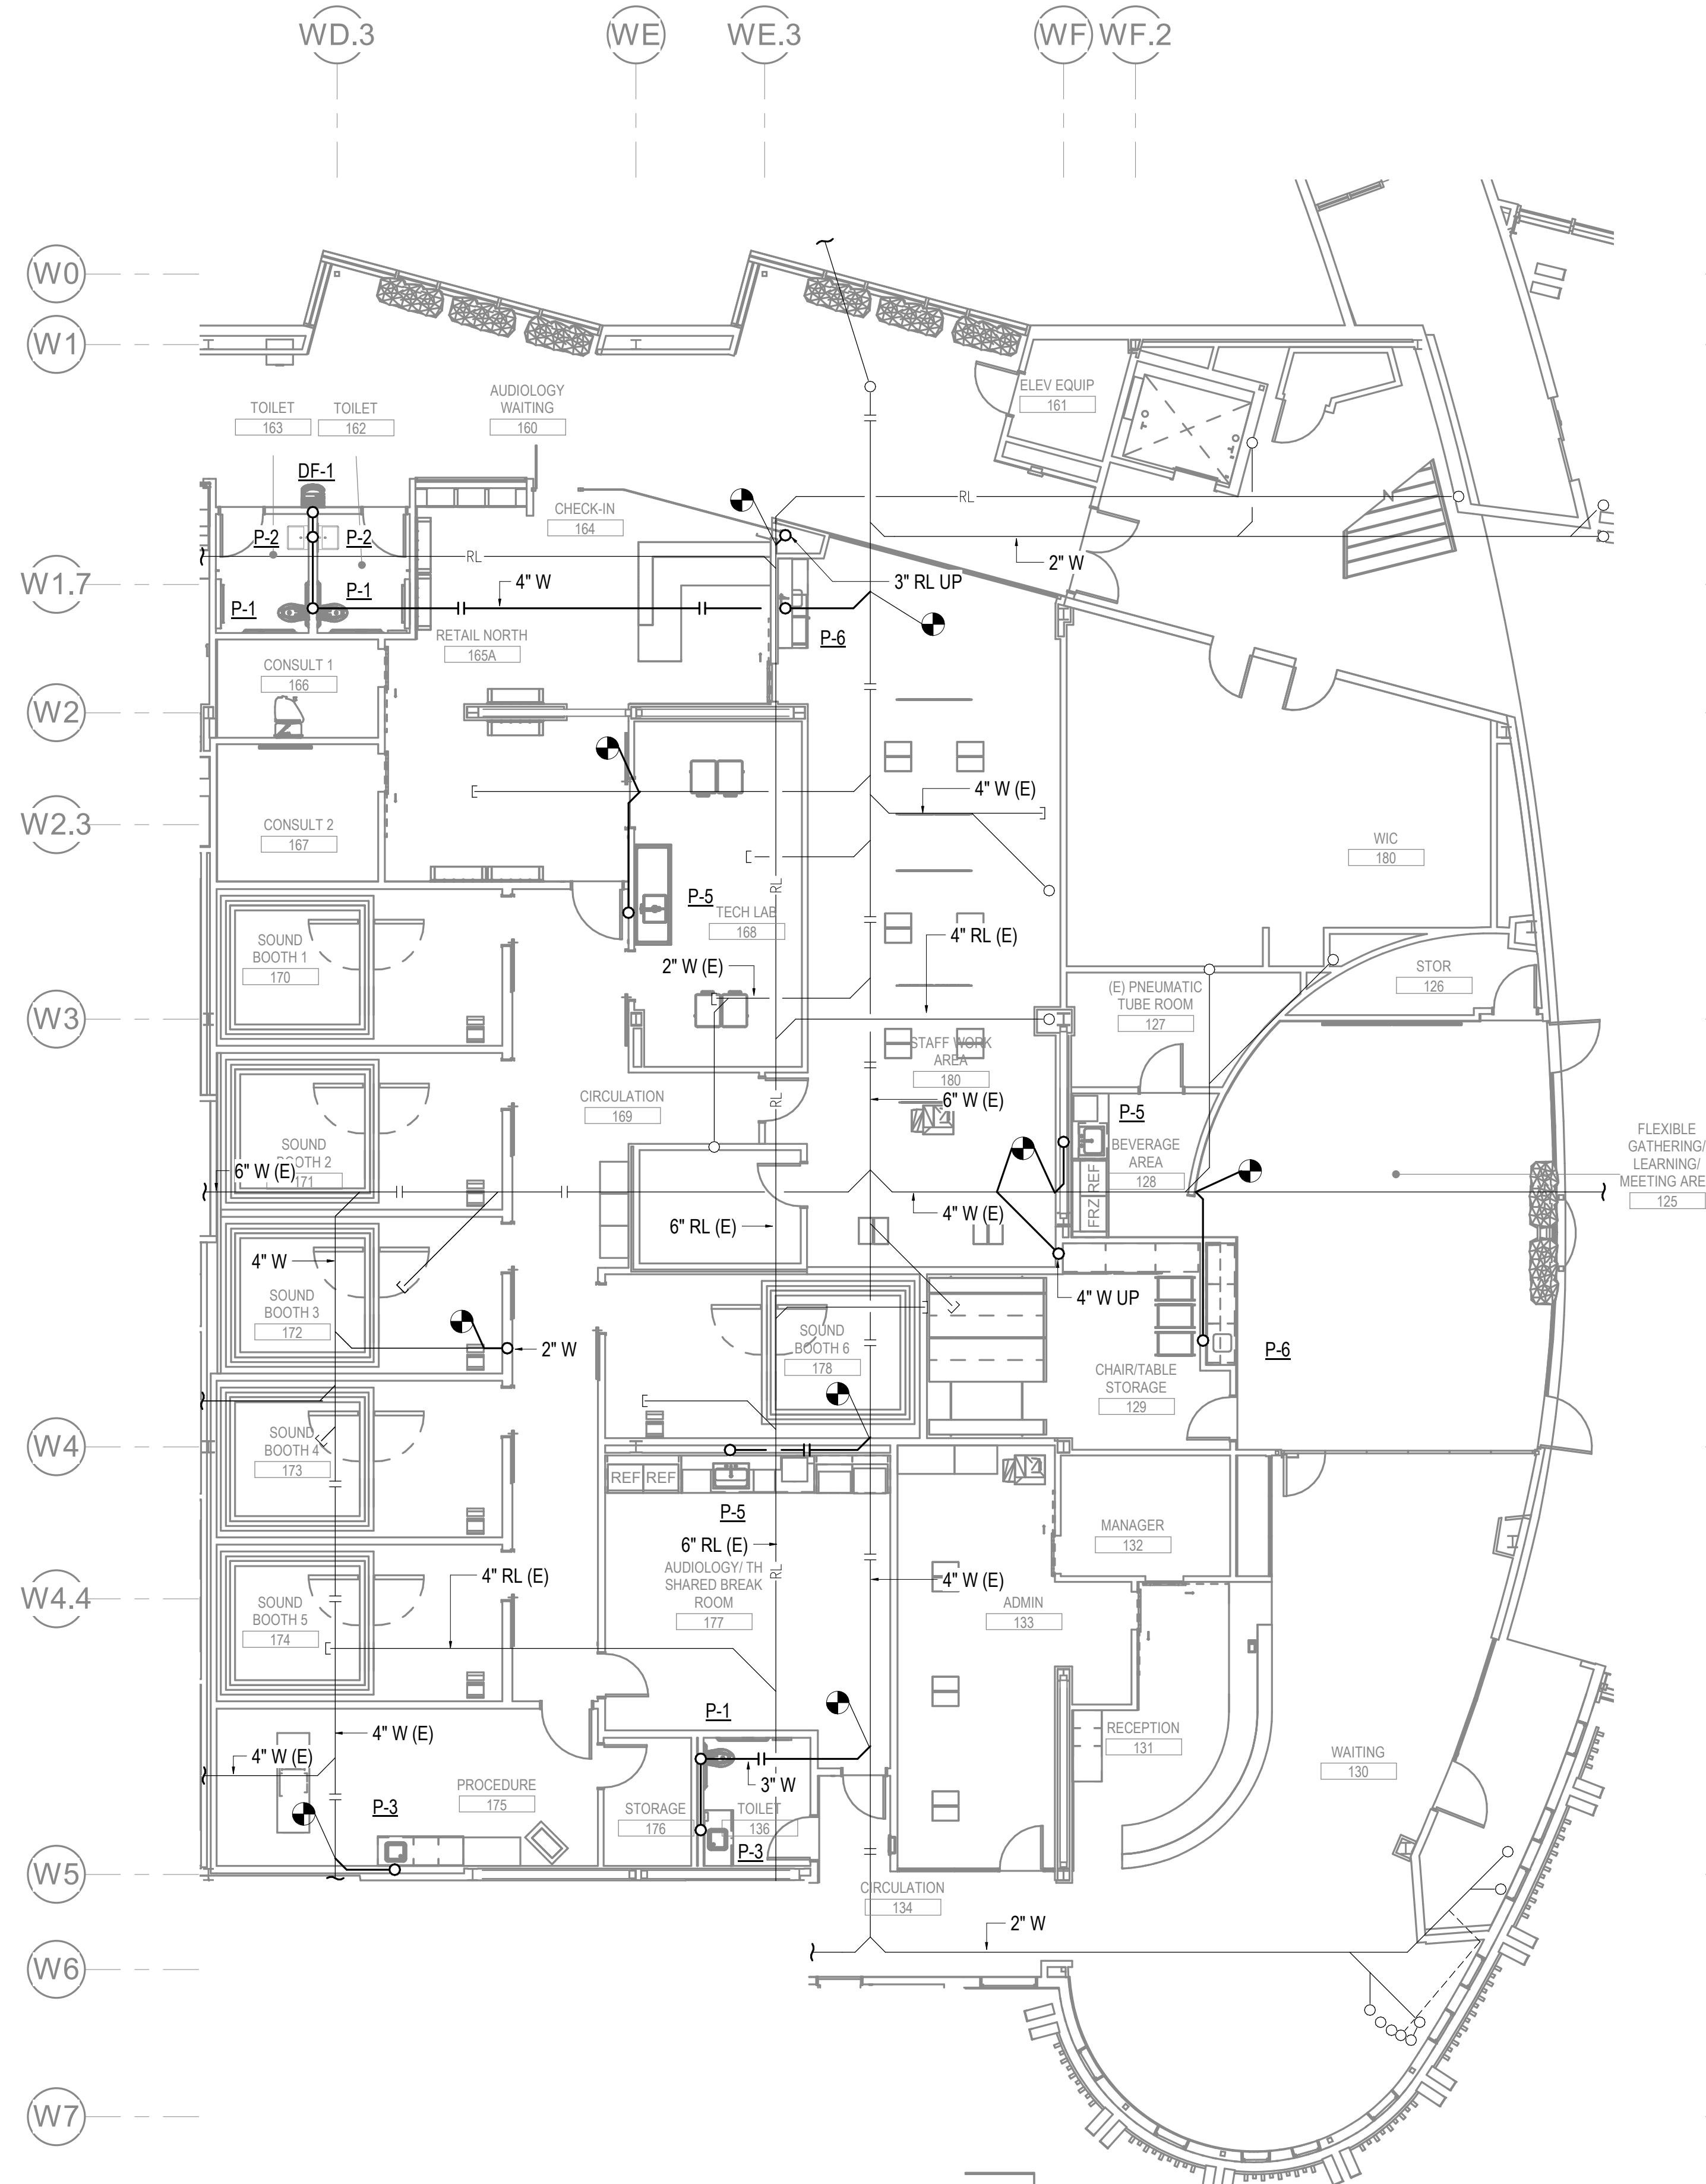 WD.3
WE
WE.3
WF
WF.2
W0
W1
W1.7
W2
W2.3
W3
W4
W4.4
W5
W6
W7
TOILET
163
TOILET
162
AUDIOLOGY
WAITING
160
ELEV EQUIP
161
DF-1
CHECK-IN
164
RL
P-2
P-2
RL
2" W
4" W
3" RL UP
P-1
P-1
P-6
RETAIL NORTH
165A
CONSULT 1
166
4" W (E)
CONSULT 2
167
WIC
180
RL
P-5
TECH LAB
168
SOUND
BOOTH 1
170
4" RL (E)
2" W (E)
STOR
126
(E) PNEUMATIC
TUBE ROOM
127
STAFF WORK
AREA
180
RL
6" W (E)
CIRCULATION
169
P-5
BEVERAGE
AREA
128
REF
FRZ
FLEXIBLE
GATHERING/
LEARNING/
MEETING ARE
125
SOUND
BOOTH 2
171
6" W (E)
4" W (E)
6" RL (E)
4" W
4" W UP
SOUND
BOOTH 3
172
2" W
SOUND
BOOTH 6
178
P-6
CHAIR/TABLE
STORAGE
129
SOUND
BOOTH 4
173
REF
REF
P-5
MANAGER
132
6" RL (E)
AUDIOLOGY/ TH
SHARED BREAK
ROOM
177
RL
4" RL (E)
4" W (E)
ADMIN
133
SOUND
BOOTH 5
174
P-1
4" W (E)
RECEPTION
131
4" W (E)
WAITING
130
3" W
PROCEDURE
175
P-3
STORAGE
176
TOILET
136
P-3
CIRCULATION
134
2" W